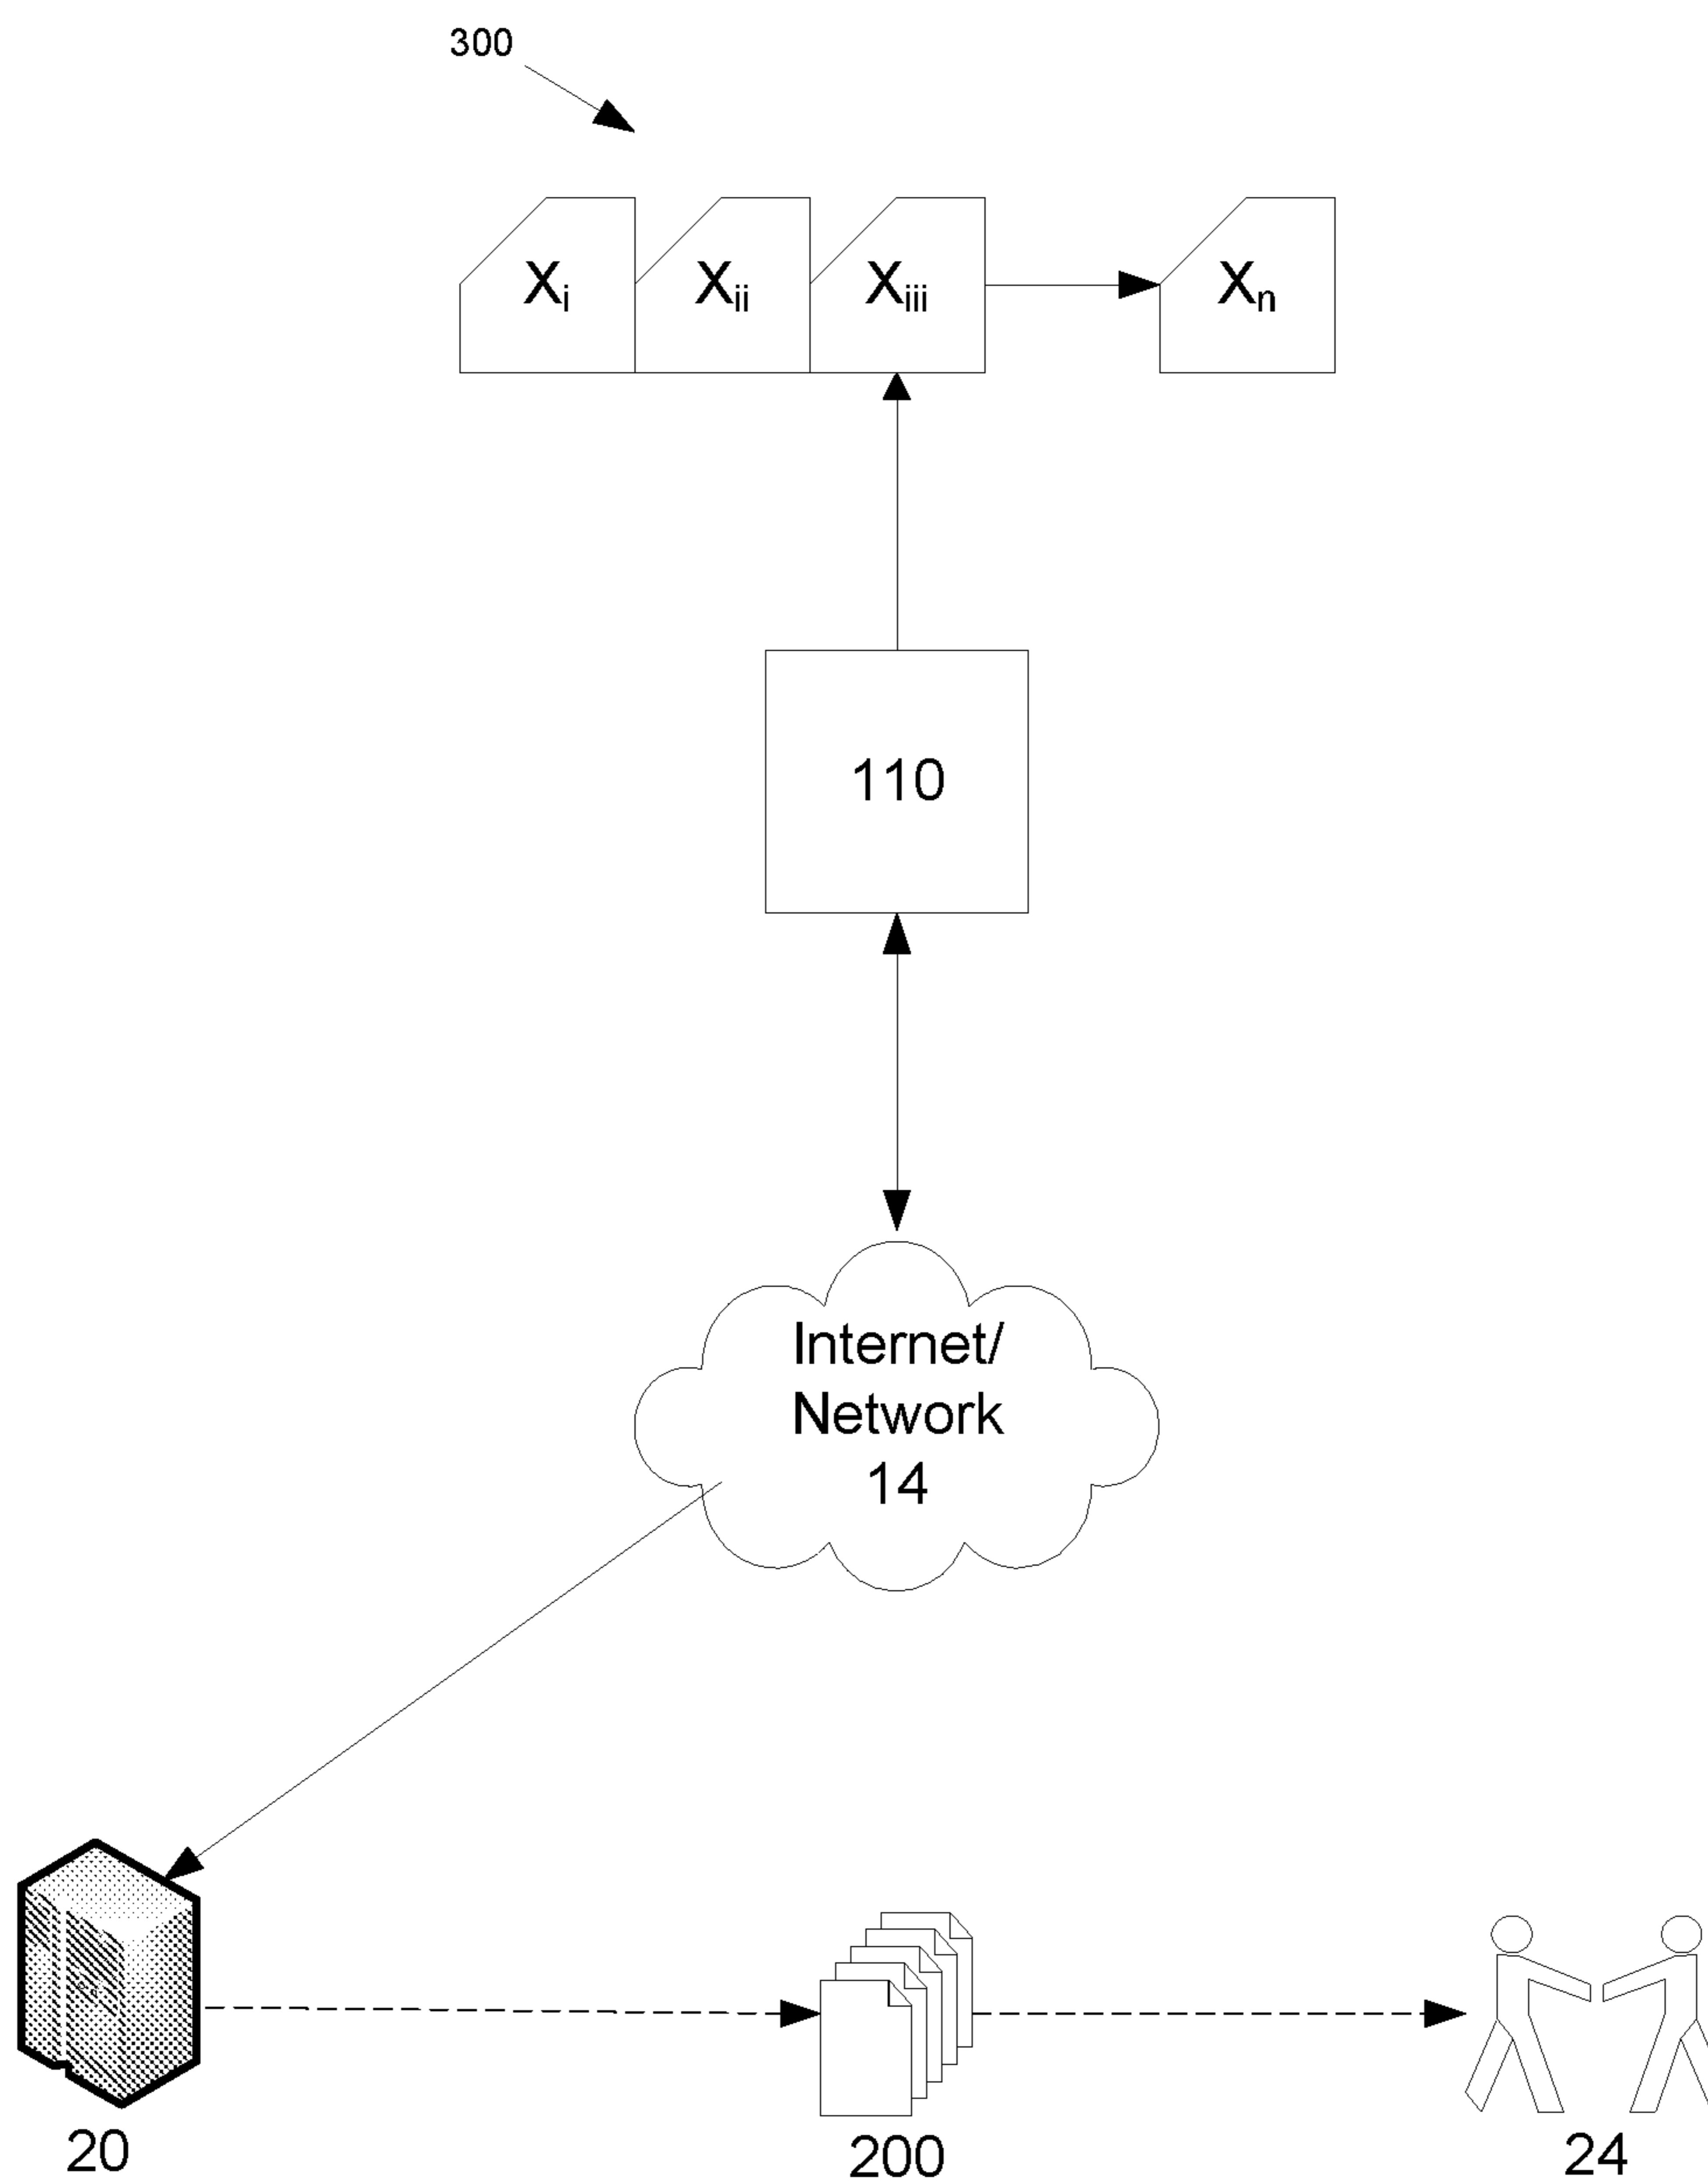 300
Xi Xii Xiii Xn
110
Internet/
Network
14
20 200 24